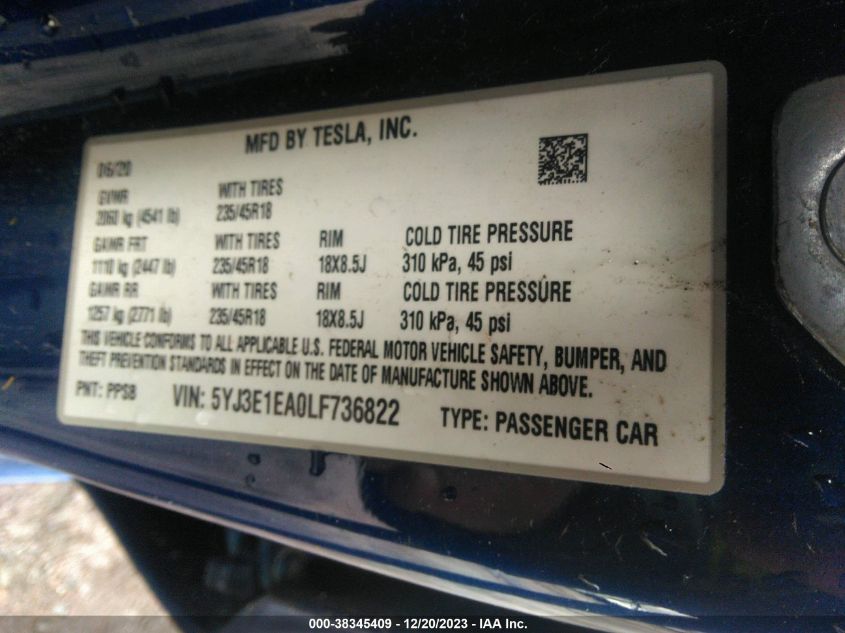 MFD BY TESLA, INC.
06/20
GVWR WITH TIRES
2060 kg (4541 lb) 235/45R18
GAWR FRT WITH TIRES RIM COLD TIRE PRESSURE
1110 kg (2447 lb) 235/45R18 18X8.5J 310 kPa, 45 psi
GAWR RR WITH TIRES RIM COLD TIRE PRESSURE
1257 kg (2771 lb) 235/45R18 18X8.5J 310 kPa, 45 psi
THIS VEHICLE CONFORMS TO ALL APPLICABLE U.S. FEDERAL MOTOR VEHICLE SAFETY, BUMPER, AND
THEFT PREVENTION STANDARDS IN EFFECT ON THE DATE OF MANUFACTURE SHOWN ABOVE.
PNT: PPSB VIN: 5YJ3E1EA0LF736822 TYPE: PASSENGER CAR
000-38345409 - 12/20/2023 - IAA Inc.